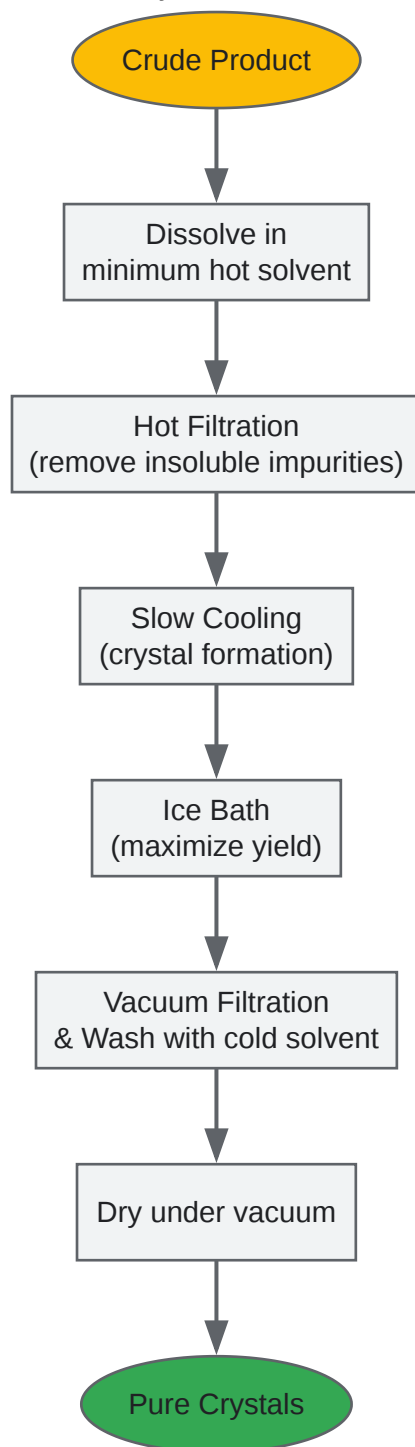 Crude Product
Dissolve in
minimum hot solvent
Hot Filtration
(remove insoluble impurities)
Slow Cooling
(crystal formation)
Ice Bath
(maximize yield)
Vacuum Filtration
& Wash with cold solvent
Dry under vacuum
Pure Crystals